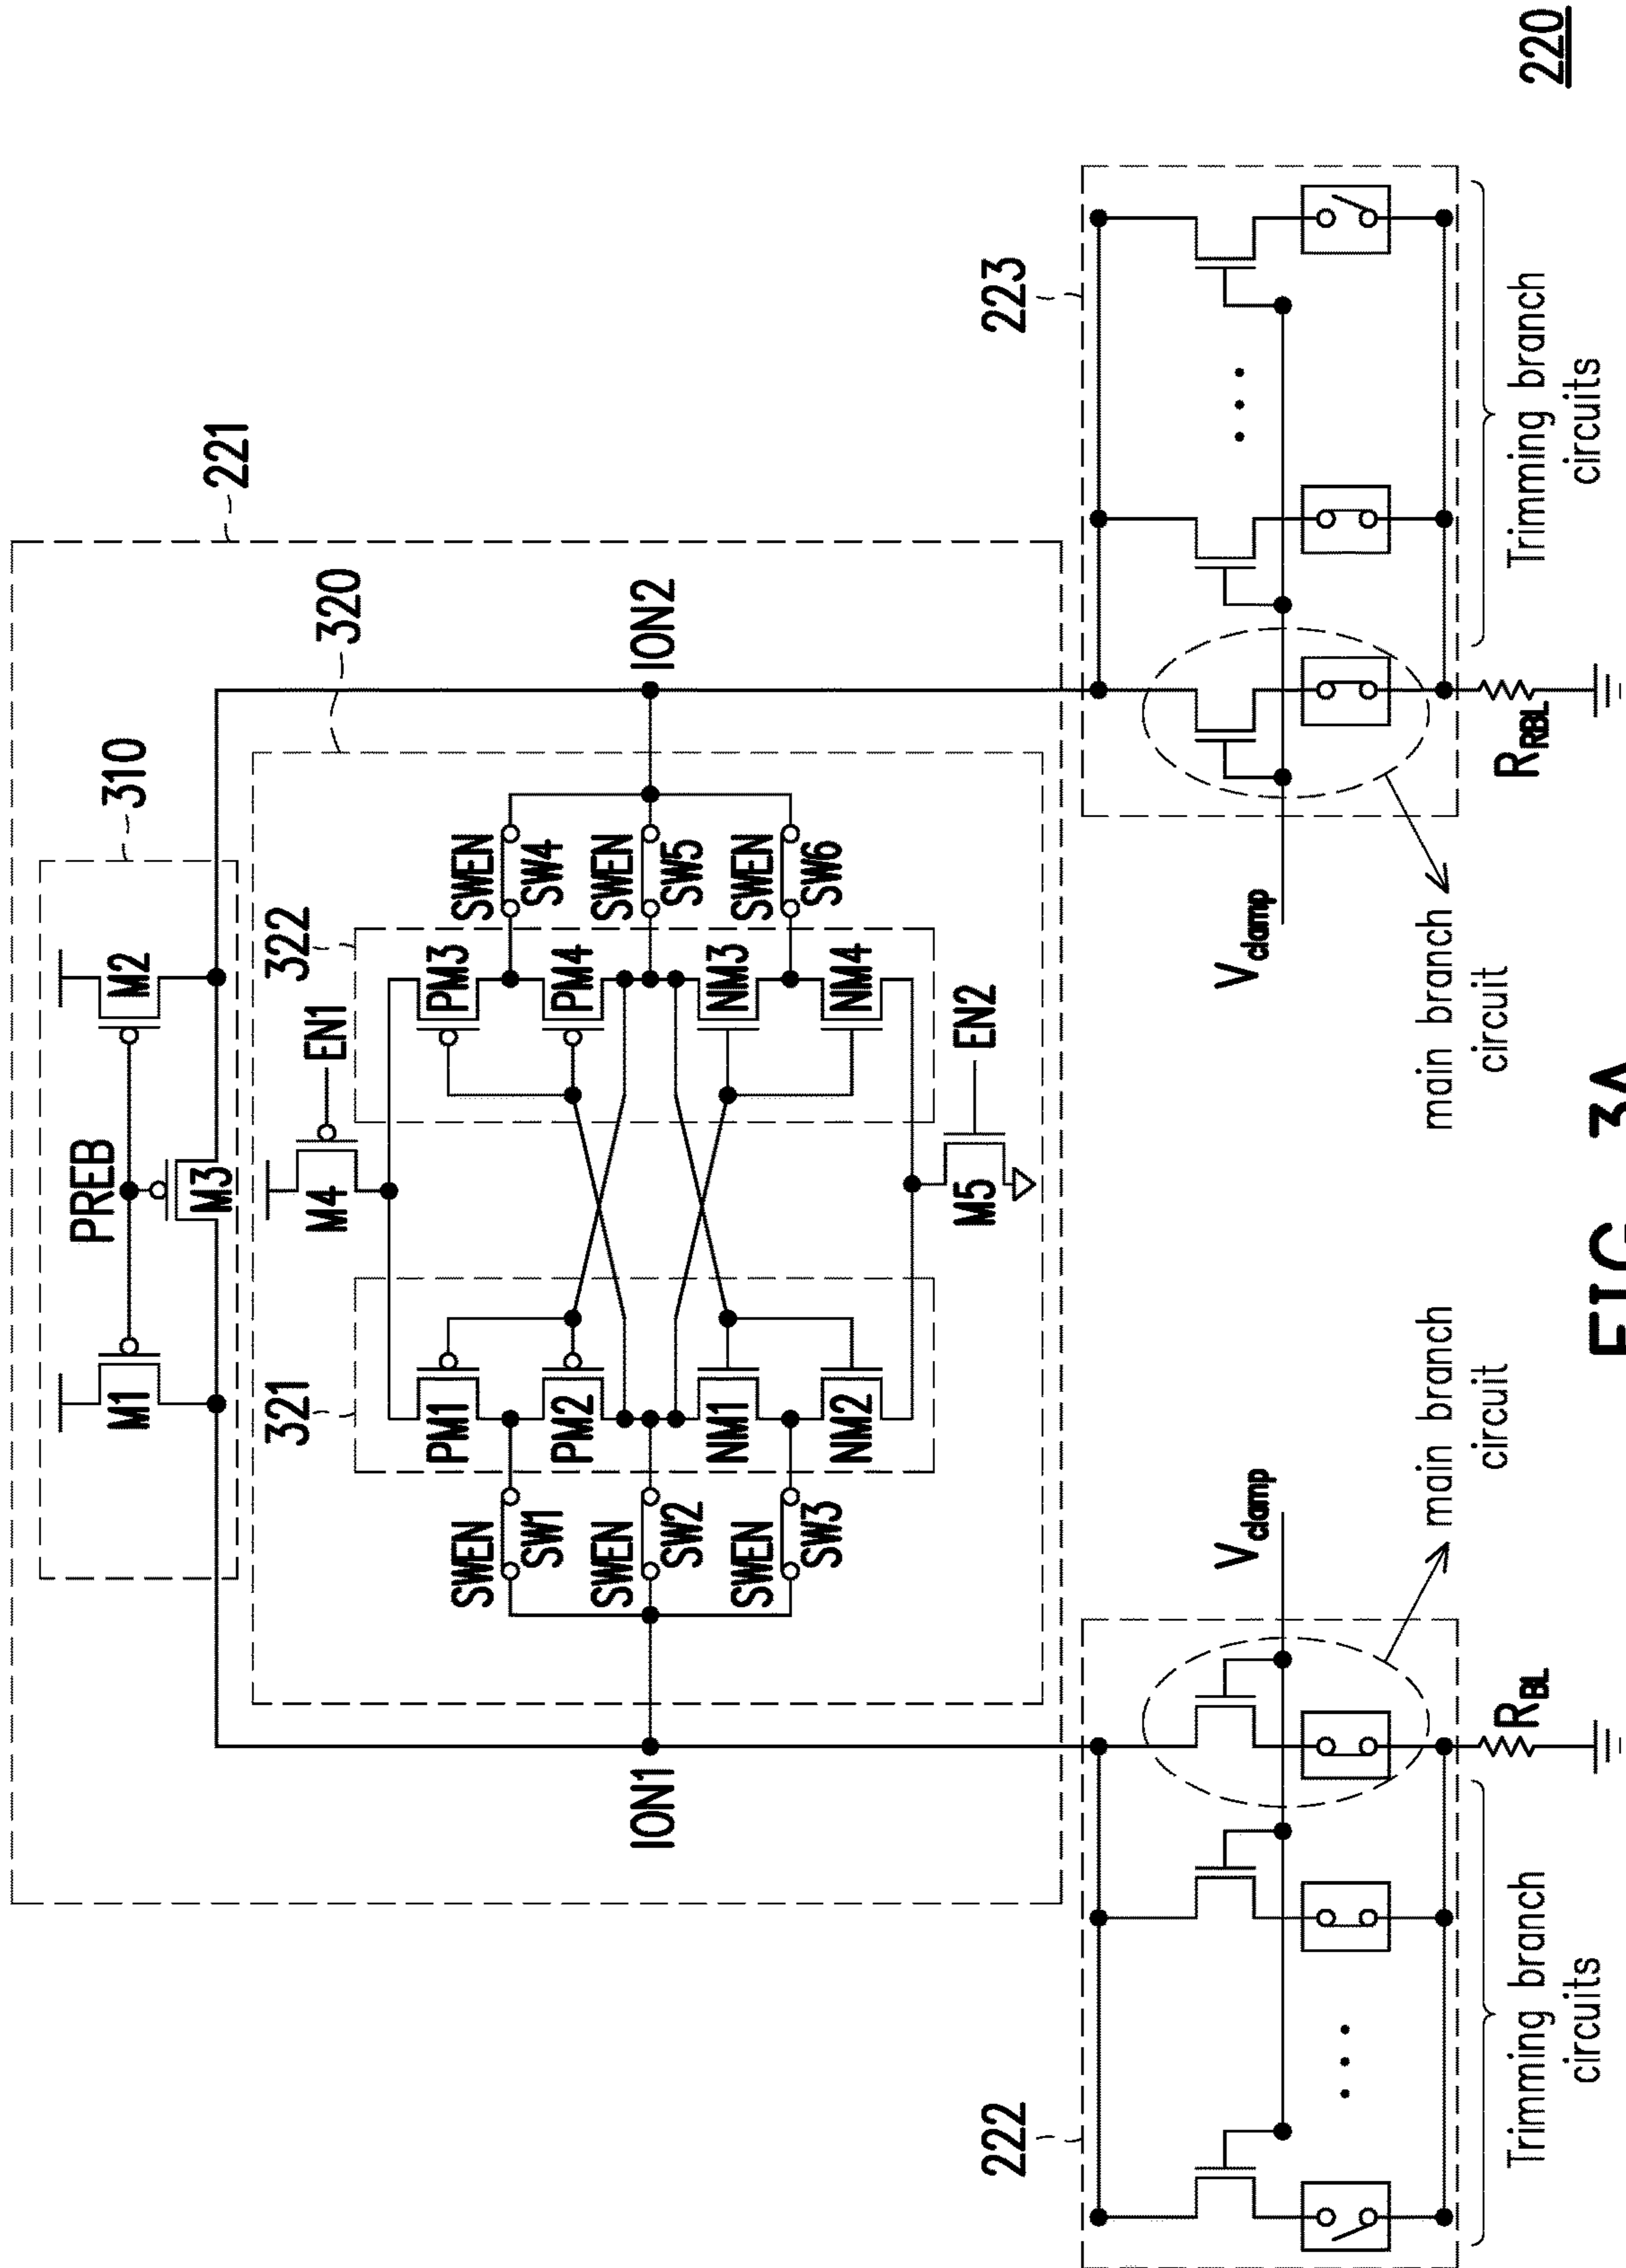 PREB
M1
M2
310
M3
221
321
322
M4
EN1
320
PM1
PM3
SWEN
SW1
SWEN
SW4
PM2
PM4
SWEN
SW2
SWEN
SW5
ION1
ION2
NM1
NM3
SWEN
SW3
SWEN
SW6
NM2
NM4
M5
EN2
222
223
Vclamp
Vclamp
main branch
circuit
main branch
circuit
RBL
RRBL
Trimming branch
circuits
Trimming branch
circuits
220
FIG. 3A